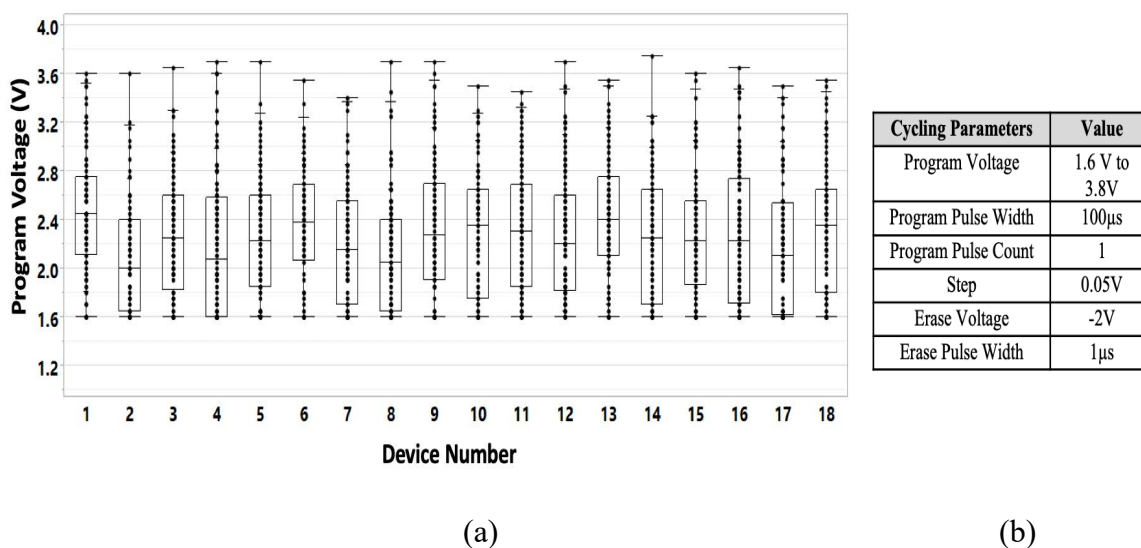 4.0
3.6
3.2
2.8
2.4
2.0
1.6
1.2
Program Voltage (V)
1 2 3 4 5 6 7 8 9 10 11 12 13 14 15 16 17 18
Device Number
Cycling Parameters Value
Program Voltage 1.6 V to
3.8V
Program Pulse Width 100μs
Program Pulse Count 1
Step 0.05V
Erase Voltage -2V
Erase Pulse Width 1μs
(a) (b)